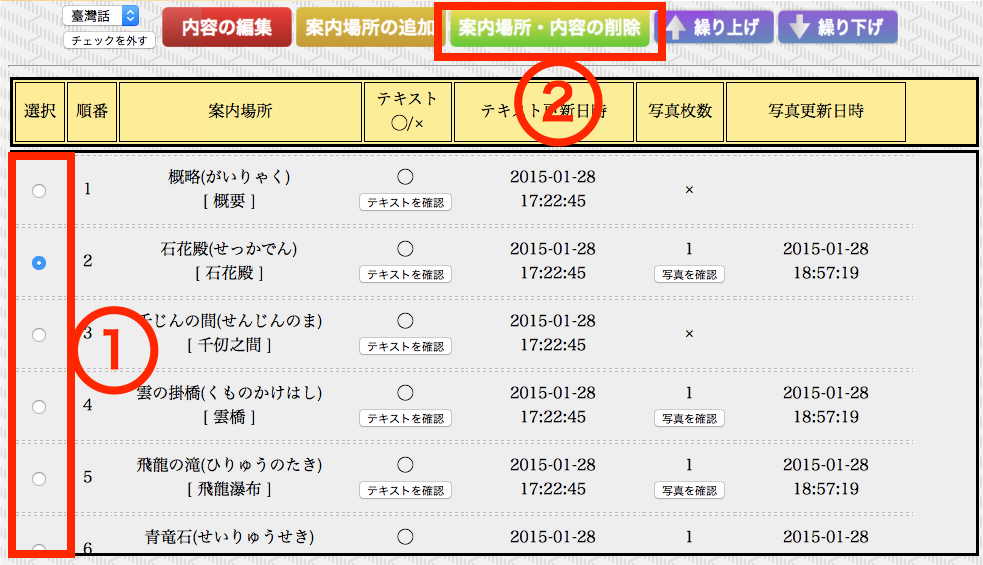 臺灣話
チェックを外す
内容の編集
案内場所の追加
案内場所・内容の削除
繰り上げ
繰り下げ
②
選択
順番
案内場所
テキスト
〇/×
テキスト更新日時
写真枚数
写真更新日時
①
1
概略(がいりゃく)
[ 概要 ]
〇
テキストを確認
2015-01-28
17:22:45
×
2
石花殿(せっかでん)
[ 石花殿 ]
〇
テキストを確認
2015-01-28
17:22:45
1
写真を確認
2015-01-28
18:57:19
3
千じんの間(せんじんのま)
[ 千仞之間 ]
〇
テキストを確認
2015-01-28
17:22:45
×
4
雲の掛橋(くものかけはし)
[ 雲橋 ]
〇
テキストを確認
2015-01-28
17:22:45
1
写真を確認
2015-01-28
18:57:19
5
飛龍の滝(ひりゅうのたき)
[ 飛龍瀑布 ]
〇
テキストを確認
2015-01-28
17:22:45
1
写真を確認
2015-01-28
18:57:19
6
青竜石(せいりゅうせき)
〇
2015-01-28
1
2015-01-28